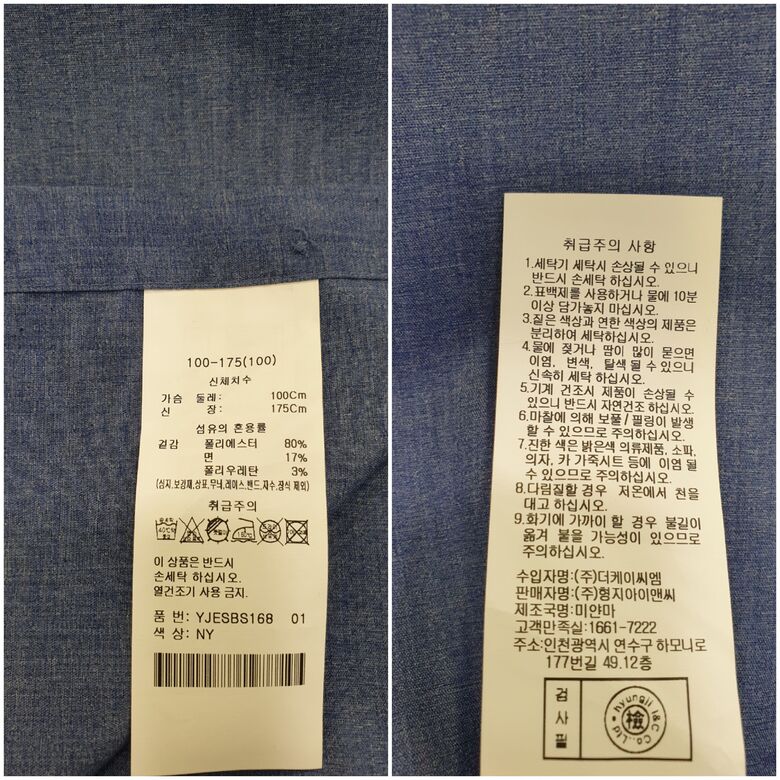 100-175(100)
신체치수
가슴 둘레: 100Cm
신 장: 175Cm
섬유의 혼용률
겉감 폴리에스터 80%
면 17%
폴리우레탄 3%
(심지,보강재,상표,무늬,레이스,밴드,자수,장식 제외)
취급주의
이 상품은 반드시
손세탁 하십시오.
열건조기 사용 금지.
품 번: YJESBS168 01
색 상: NY
취급주의 사항
1.세탁기 세탁시 손상될 수 있으니
반드시 손세탁 하십시오.
2.표백제를 사용하거나 물에 10분
이상 담가놓지 마십시오.
3.짙은 색상과 연한 색상의 제품은
분리하여 세탁하십시오.
4.물에 젖거나 땀이 많이 묻으면
이염, 변색, 탈색 될 수 있으니
신속히 세탁 하십시오.
5.기계 건조시 제품이 손상될 수
있으니 반드시 자연건조 하십시오.
6.마찰에 의해 보풀/필링이 발생
할 수 있으므로 주의하십시오.
7.진한 색은 밝은색 의류제품, 소파,
의자, 카 가죽시트 등에 이염 될
수 있으므로 주의하십시오.
8.다림질할 경우 저온에서 천을
대고 하십시오.
9.화기에 가까이 할 경우 불길이
옮겨 붙을 가능성이 있으므로
주의하십시오.
수입자명:(주)더케이씨엠
판매자명:(주)형지아이앤씨
제조국명:미얀마
고객만족실:1661-7222
주소:인천광역시 연수구 하모니로
177번길 49.12층
검사필
hyungji I&C Co.,Ltd
檢